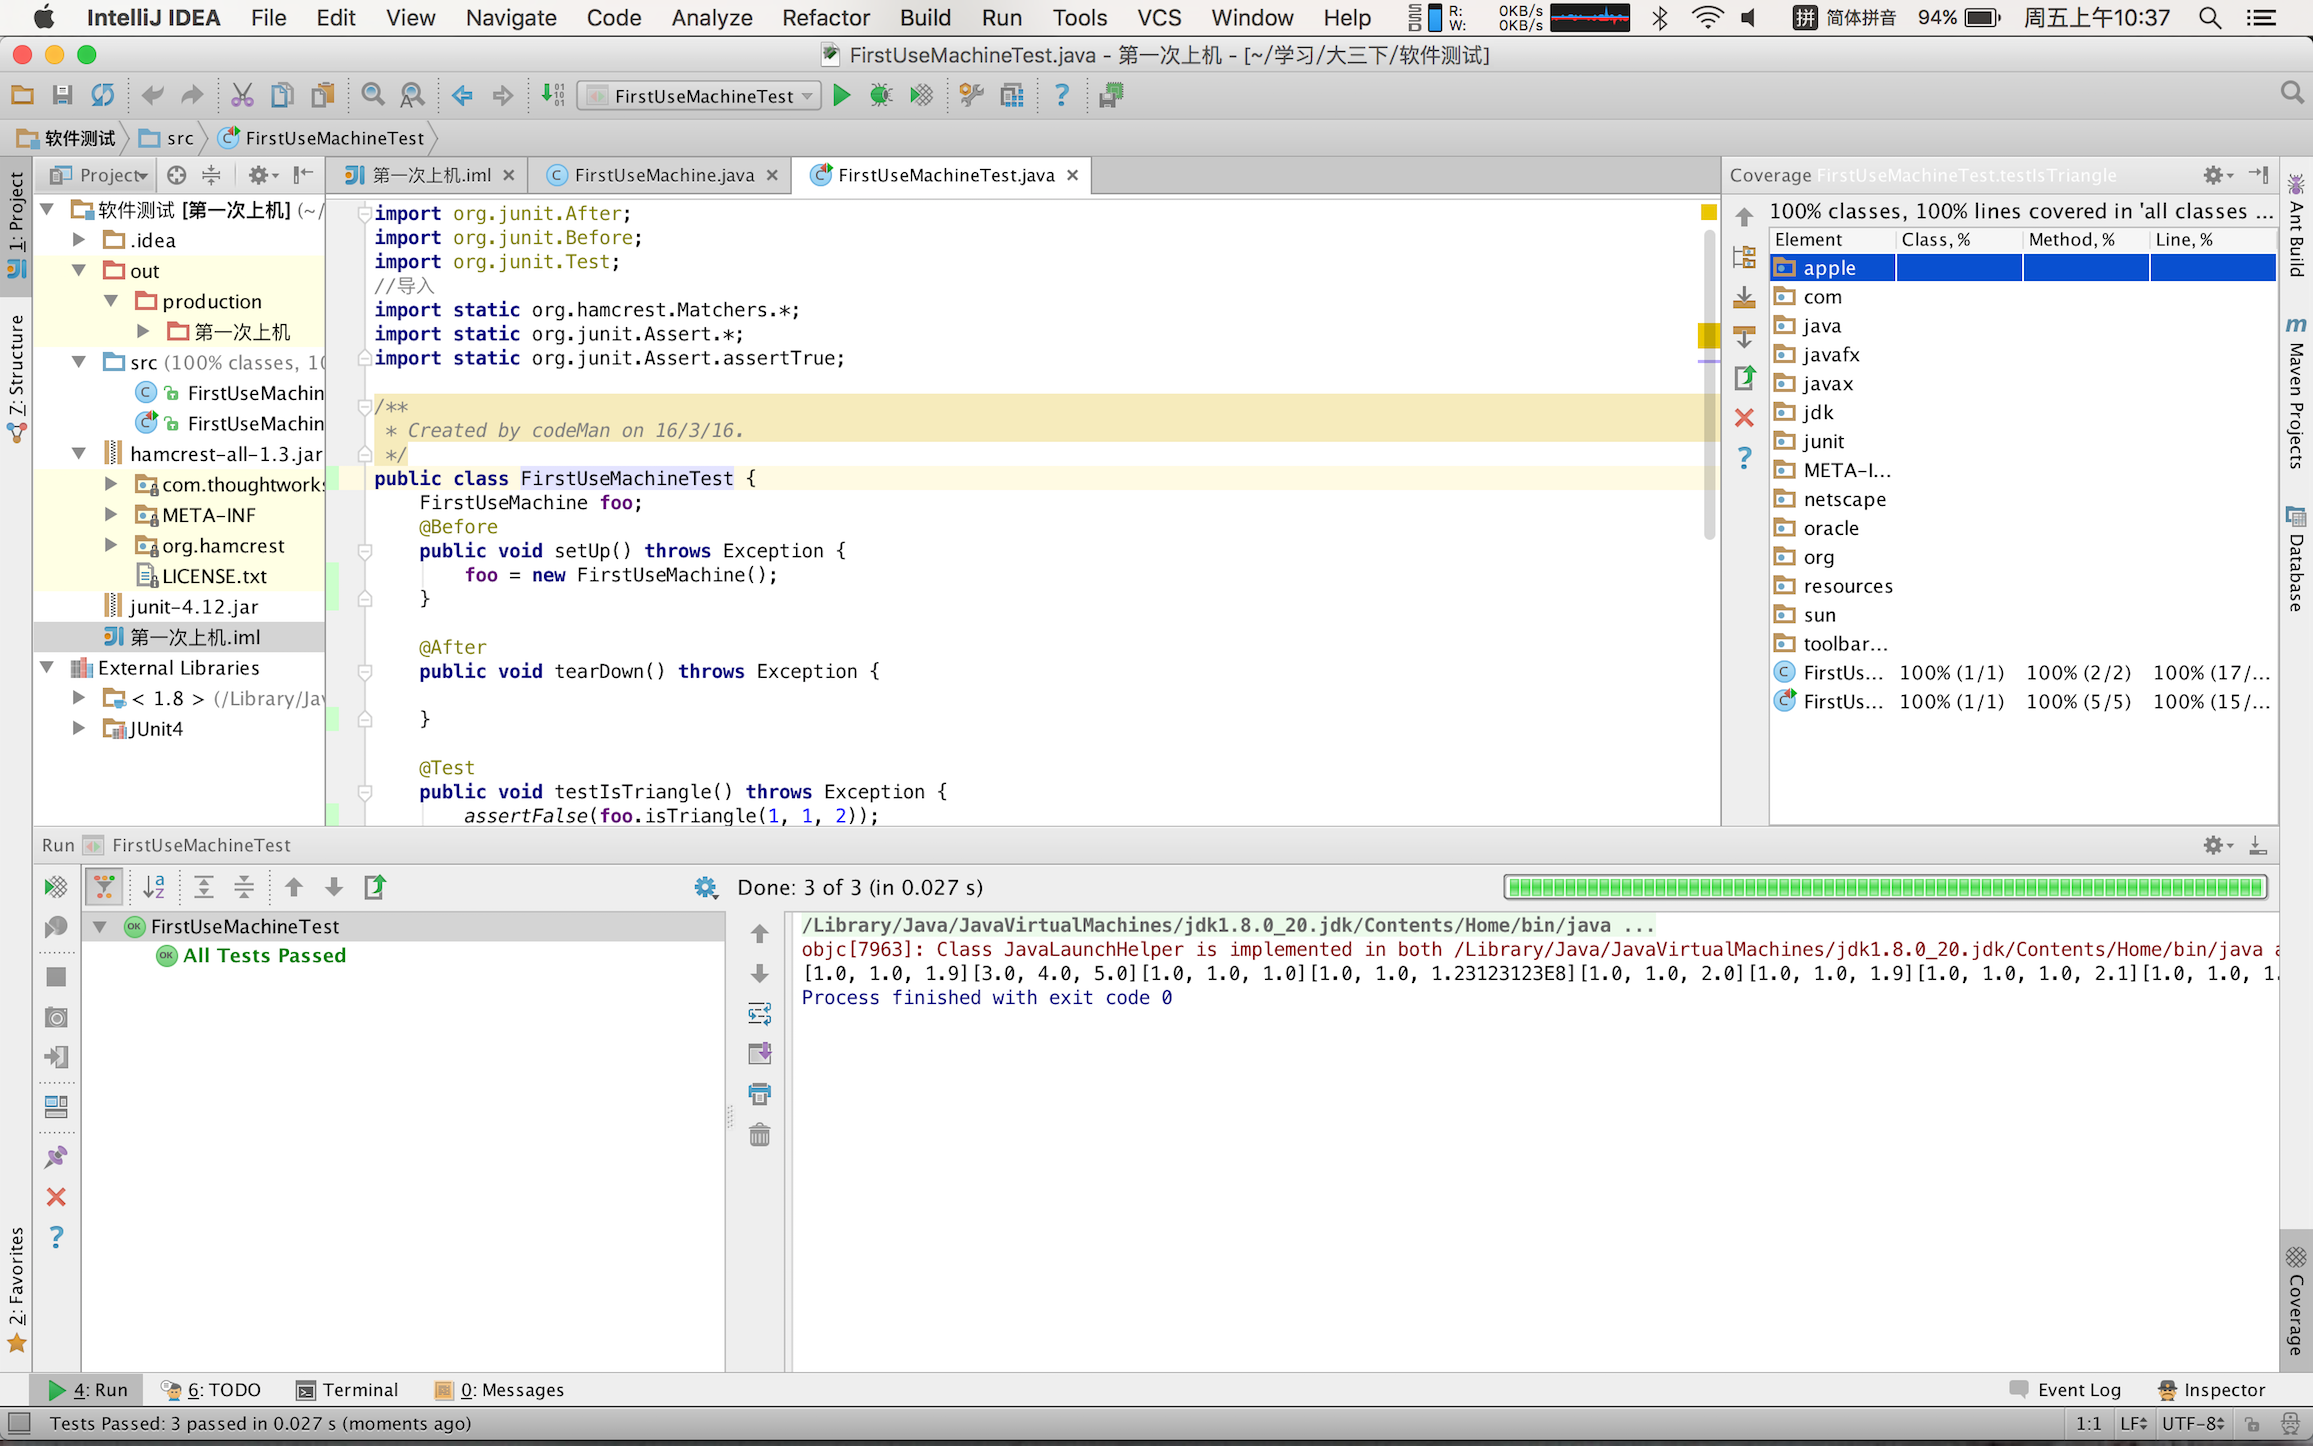 IntelliJ IDEA File Edit View Navigate Code Analyze Refactor Build Run Tools VCS Window Help SSD R: W: 0KB/s 0KB/s 拼 简体拼音 94% 周五上午10:37
FirstUseMachineTest.java - 第一次上机 - [~/学习/大三下/软件测试]
FirstUseMachineTest
软件测试 src FirstUseMachineTest
1: Project
7: Structure
2: Favorites
Project
软件测试 [第一次上机] (~/
.idea
out
production
第一次上机
src (100% classes, 10
FirstUseMachin
FirstUseMachin
hamcrest-all-1.3.jar
com.thoughtworks
META-INF
org.hamcrest
LICENSE.txt
junit-4.12.jar
第一次上机.iml
External Libraries
< 1.8 > (/Library/Jav
JUnit4
第一次上机.iml FirstUseMachine.java FirstUseMachineTest.java
import org.junit.After;
import org.junit.Before;
import org.junit.Test;
//导入
import static org.hamcrest.Matchers.*;
import static org.junit.Assert.*;
import static org.junit.Assert.assertTrue;
/**
* Created by codeMan on 16/3/16.
*/
public class FirstUseMachineTest {
FirstUseMachine foo;
@Before
public void setUp() throws Exception {
foo = new FirstUseMachine();
}
@After
public void tearDown() throws Exception {
}
@Test
public void testIsTriangle() throws Exception {
assertFalse(foo.isTriangle(1, 1, 2));
Coverage FirstUseMachineTest.testIsTriangle
100% classes, 100% lines covered in 'all classes ...
Element Class, % Method, % Line, %
apple
com
java
javafx
javax
jdk
junit
META-I...
netscape
oracle
org
resources
sun
toolbar...
FirstUs... 100% (1/1) 100% (2/2) 100% (17/...
FirstUs... 100% (1/1) 100% (5/5) 100% (15/...
Ant Build
Maven Projects
Database
Coverage
Run FirstUseMachineTest
Done: 3 of 3 (in 0.027 s)
FirstUseMachineTest
All Tests Passed
/Library/Java/JavaVirtualMachines/jdk1.8.0_20.jdk/Contents/Home/bin/java ...
objc[7963]: Class JavaLaunchHelper is implemented in both /Library/Java/JavaVirtualMachines/jdk1.8.0_20.jdk/Contents/Home/bin/java a
[1.0, 1.0, 1.9][3.0, 4.0, 5.0][1.0, 1.0, 1.0][1.0, 1.0, 1.23123123E8][1.0, 1.0, 2.0][1.0, 1.0, 1.9][1.0, 1.0, 1.0, 2.1][1.0, 1.0, 1.
Process finished with exit code 0
4: Run 6: TODO Terminal 0: Messages Event Log Inspector
Tests Passed: 3 passed in 0.027 s (moments ago) 1:1 LF UTF-8